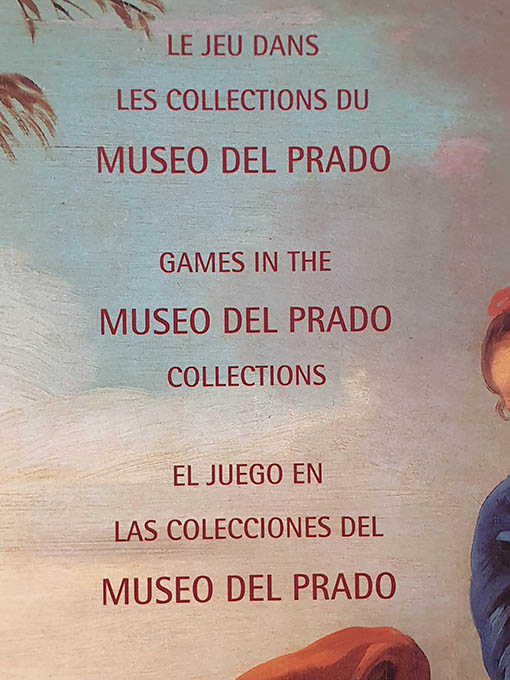 LE JEU DANS
LES COLLECTIONS DU
MUSEO DEL PRADO
GAMES IN THE
MUSEO DEL PRADO
COLLECTIONS
EL JUEGO EN
LAS COLECCIONES DEL
MUSEO DEL PRADO